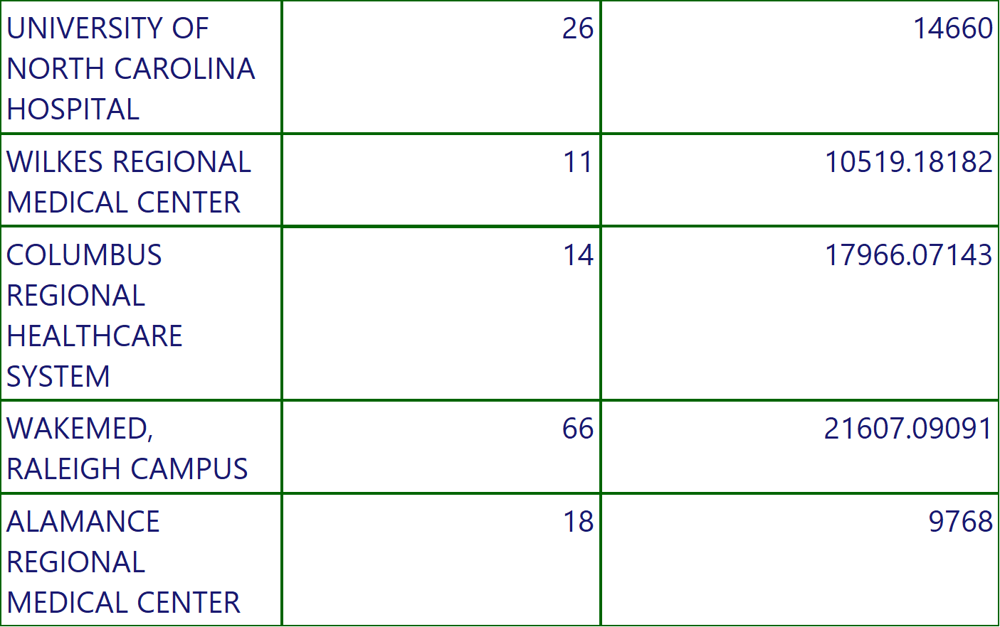 UNIVERSITY OF 26 14660
NORTH CAROLINA
HOSPITAL
WILKES REGIONAL 11 10519.18182
MEDICAL CENTER
COLUMBUS 14 17966.07143
REGIONAL
HEALTHCARE
SYSTEM
WAKEMED, 66 21607.09091
RALEIGH CAMPUS
ALAMANCE 18 9768
REGIONAL
MEDICAL CENTER